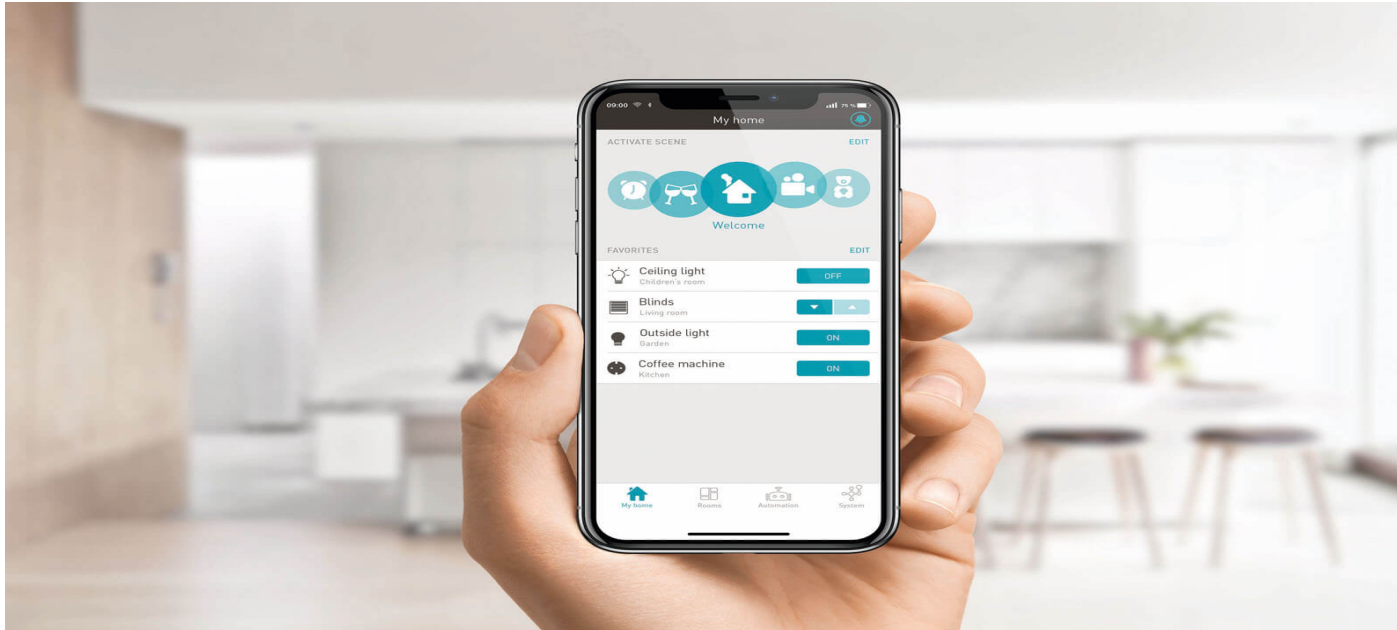 09:00
75 %
My home
ACTIVATE SCENE EDIT
Welcome
FAVORITES EDIT
Ceiling light
Children's room
OFF
Blinds
Living room
Outside light
Garden
ON
Coffee machine
Kitchen
ON
My home Rooms Automation System